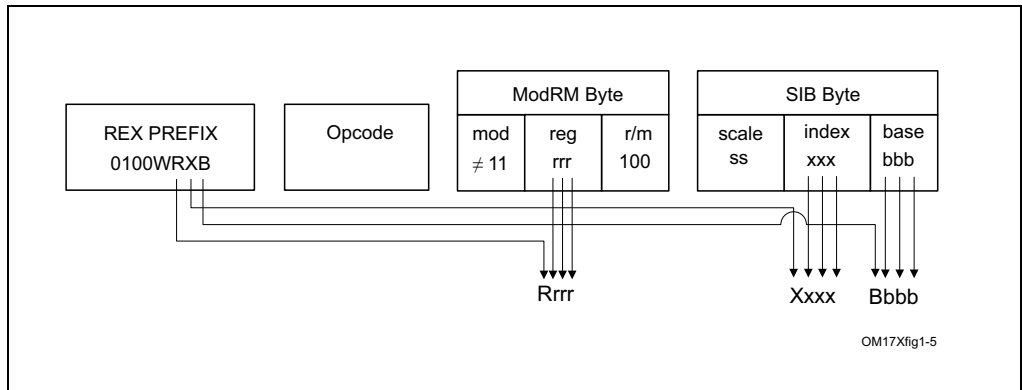 ModRM Byte
SIB Byte
REX PREFIX
0100WRXB
Opcode
mod
≠ 11
reg
rrr
r/m
100
scale
ss
index
xxx
base
bbb
Rrrr
Xxxx
Bbbb
OM17Xfig1-5